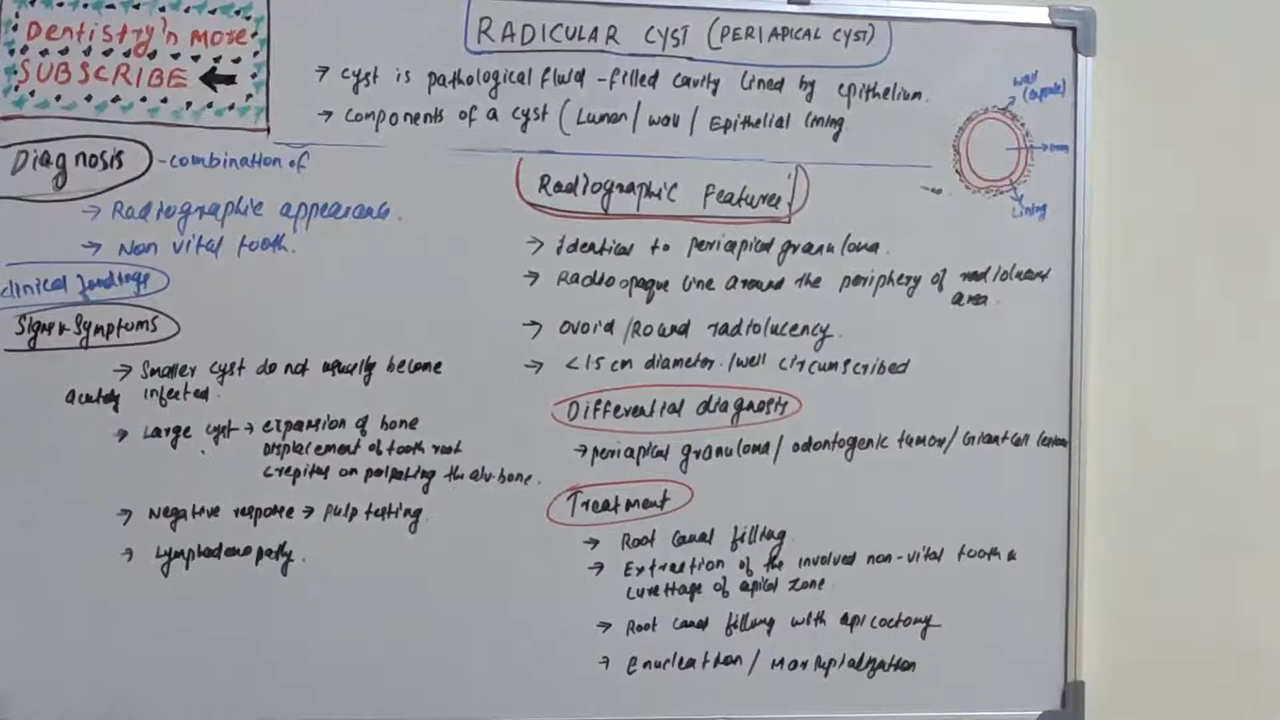 Dentistry'n More
SUBSCRIBE
RADICULAR CYST (PERIAPICAL CYST)
→ Cyst is pathological fluid-filled cavity lined by epithelium.
→ Components of a cyst (Lumen/ wall / Epithelial lining
wall
(capsule)
Lining
Diagnosis - combination of
→ Radiographic appearance.
→ Non vital tooth.
clinical findings
Signs & Symptoms
→ Smaller cyst do not usually become
acutely infected.
→ Large cyst → expansion of bone
Displacement of tooth root
crepitus on palpating the alv. bone.
→ Negative response → pulp testing.
→ Lymphadenopathy.
Radiographic Features
→ identical to periapical granuloma.
→ Radioopaque line around the periphery of radiolucent
area.
→ ovoid /Round radiolucency.
→ <1.5 cm diameter. /well circumscribed
Differential diagnosis
→ periapical granuloma/ odontogenic tumor/ Giant cell lesions
Treatment
→ Root canal filling.
→ Extraction of the involved non-vital tooth &
curettage of apical zone.
→ Root canal filling with apicoctomy
→ Enucleation / Marsupialization